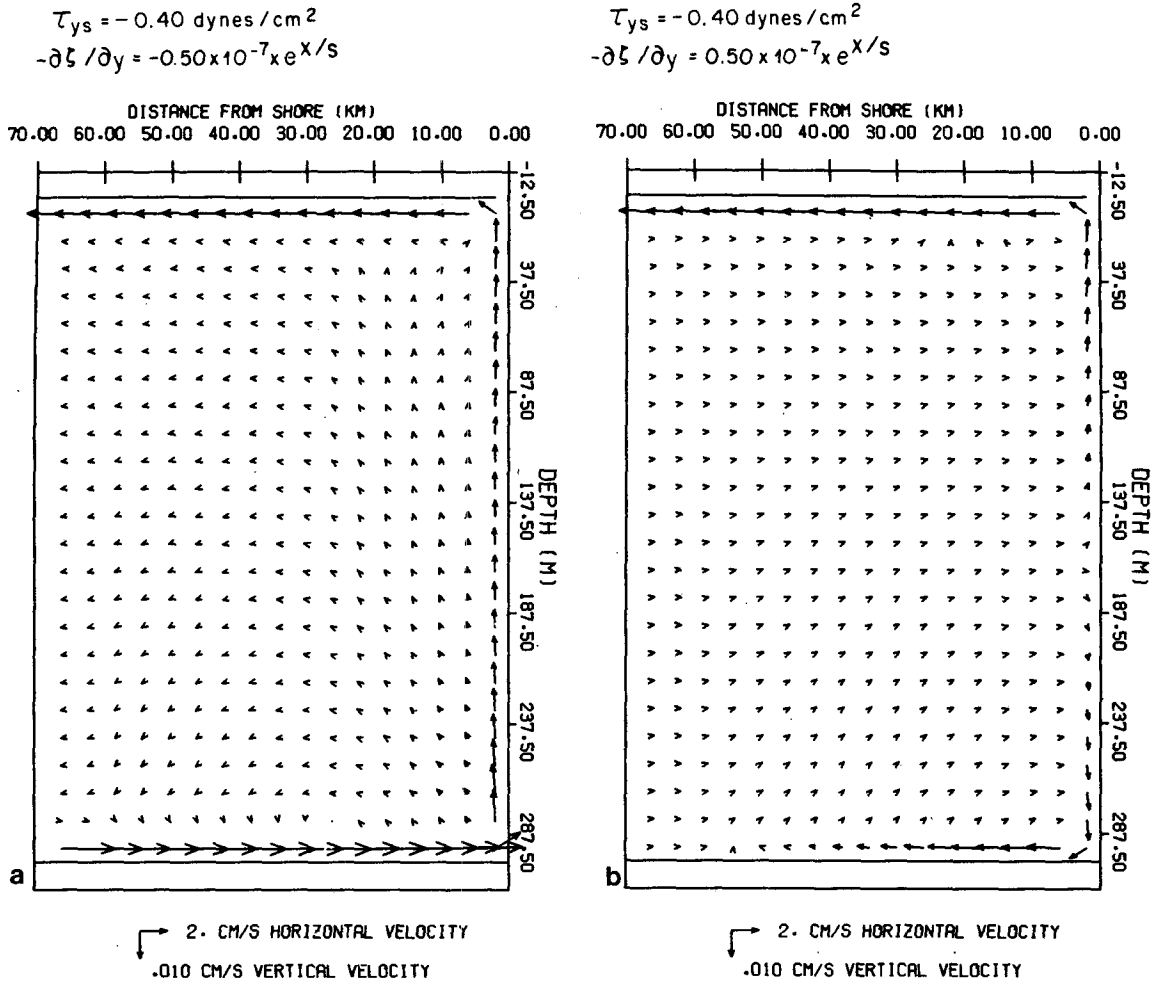 τys = -0.40 dynes/cm²
-∂ζ/∂y = -0.50 x 10⁻⁷ x e^x/s
DISTANCE FROM SHORE (KM)
70.00 60.00 50.00 40.00 30.00 20.00 10.00 0.00
-12.50
37.50
87.50
137.50
187.50
237.50
287.50
DEPTH (M)
a
2. CM/S HORIZONTAL VELOCITY
.010 CM/S VERTICAL VELOCITY
τys = -0.40 dynes/cm²
-∂ζ/∂y = 0.50 x 10⁻⁷ x e^x/s
DISTANCE FROM SHORE (KM)
70.00 60.00 50.00 40.00 30.00 20.00 10.00 0.00
-12.50
37.50
87.50
137.50
187.50
237.50
287.50
DEPTH (M)
b
2. CM/S HORIZONTAL VELOCITY
.010 CM/S VERTICAL VELOCITY